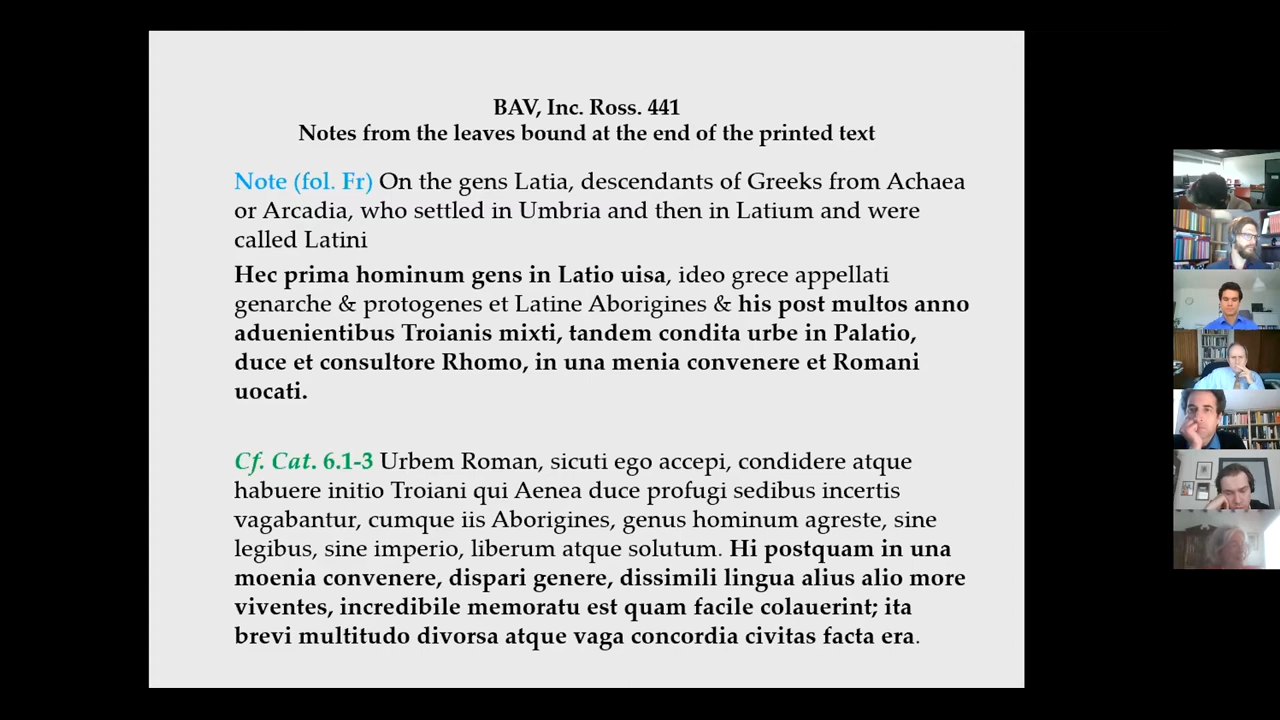 BAV, Inc. Ross. 441
Notes from the leaves bound at the end of the printed text
Note (fol. Fr) On the gens Latia, descendants of Greeks from Achaea
or Arcadia, who settled in Umbria and then in Latium and were
called Latini
Hec prima hominum gens in Latio uisa, ideo grece appellati
genarche & protogenes et Latine Aborigines & his post multos anno
aduenientibus Troianis mixti, tandem condita urbe in Palatio,
duce et consultore Rhomo, in una menia convenere et Romani
uocati.
Cf. Cat. 6.1-3 Urbem Roman, sicuti ego accepi, condidere atque
habuere initio Troiani qui Aenea duce profugi sedibus incertis
vagabantur, cumque iis Aborigines, genus hominum agreste, sine
legibus, sine imperio, liberum atque solutum. Hi postquam in una
moenia convenere, dispari genere, dissimili lingua alius alio more
viventes, incredibile memoratu est quam facile colauerint; ita
brevi multitudo divorsa atque vaga concordia civitas facta era.